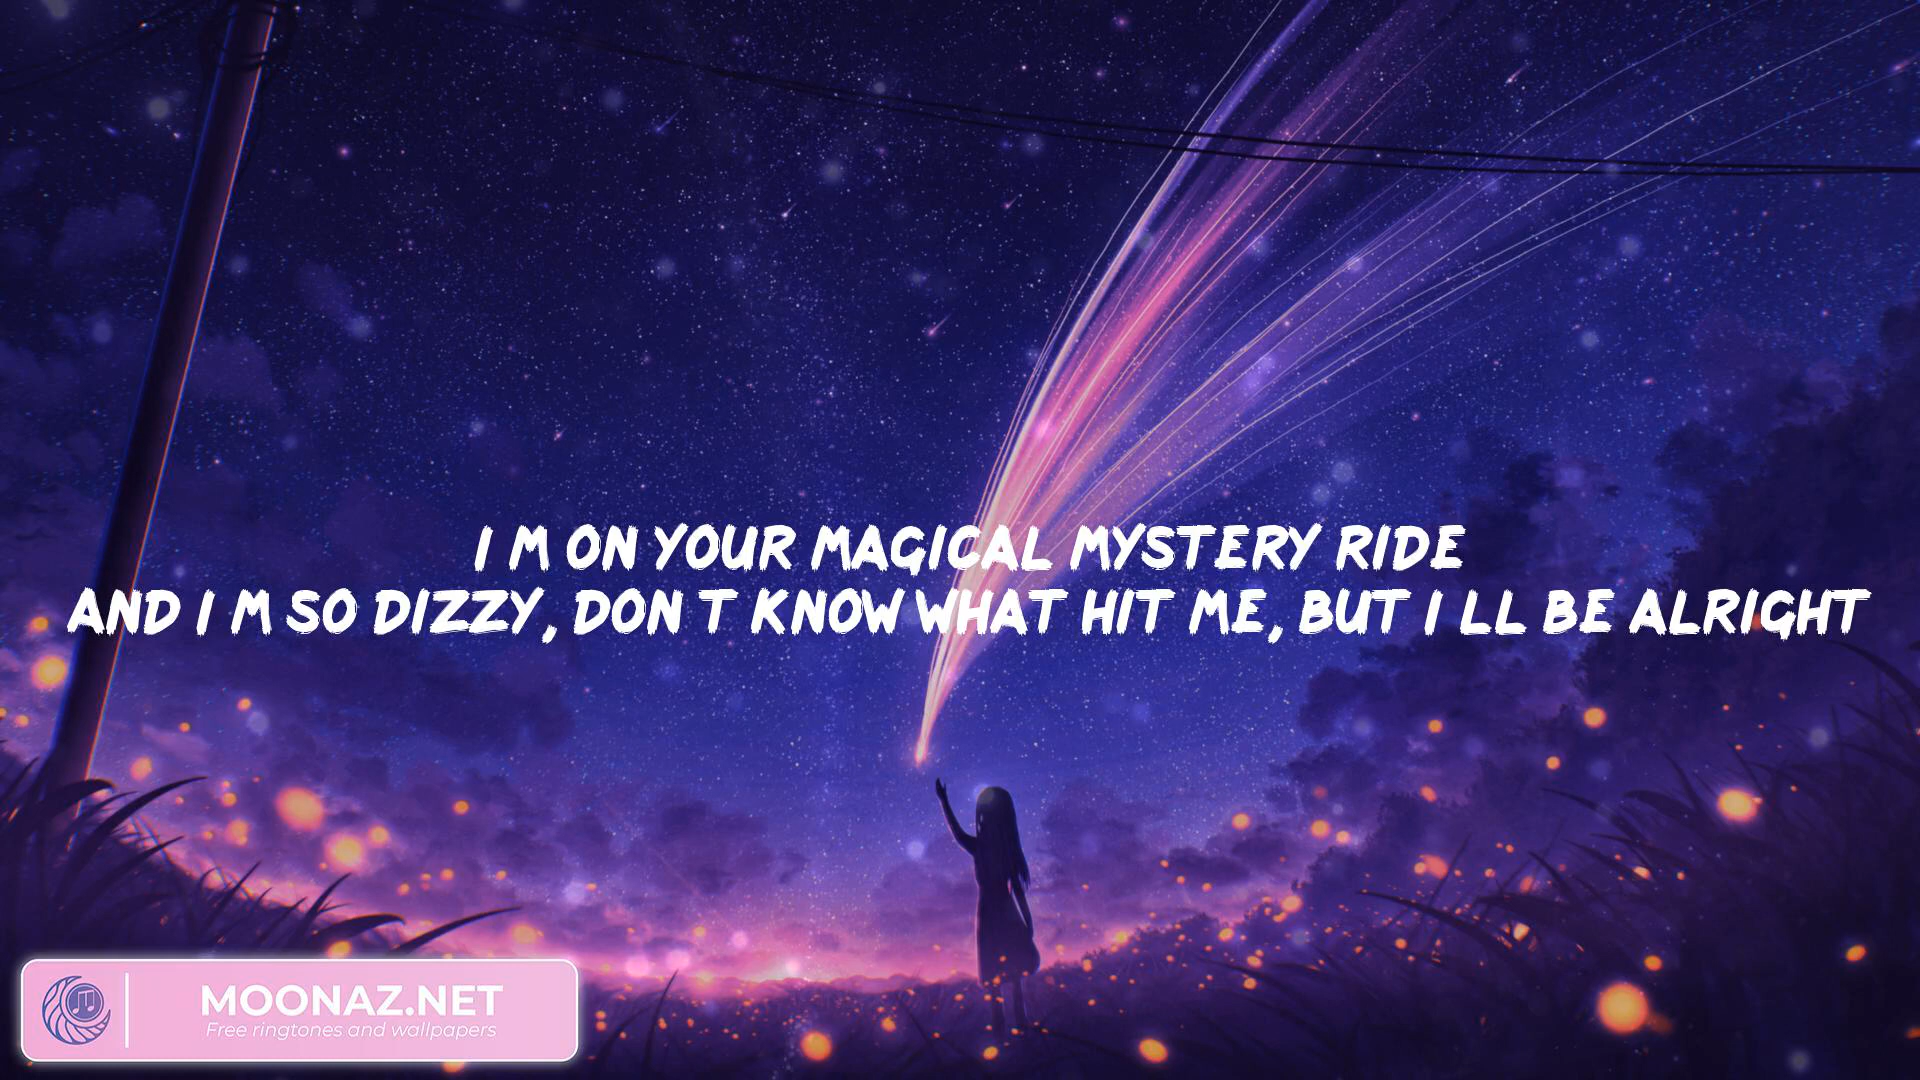 I M ON YOUR MAGICAL MYSTERY RIDE
AND I M SO DIZZY, DON T KNOW WHAT HIT ME, BUT I LL BE ALRIGHT
MOONAZ.NET
Free ringtones and wallpapers